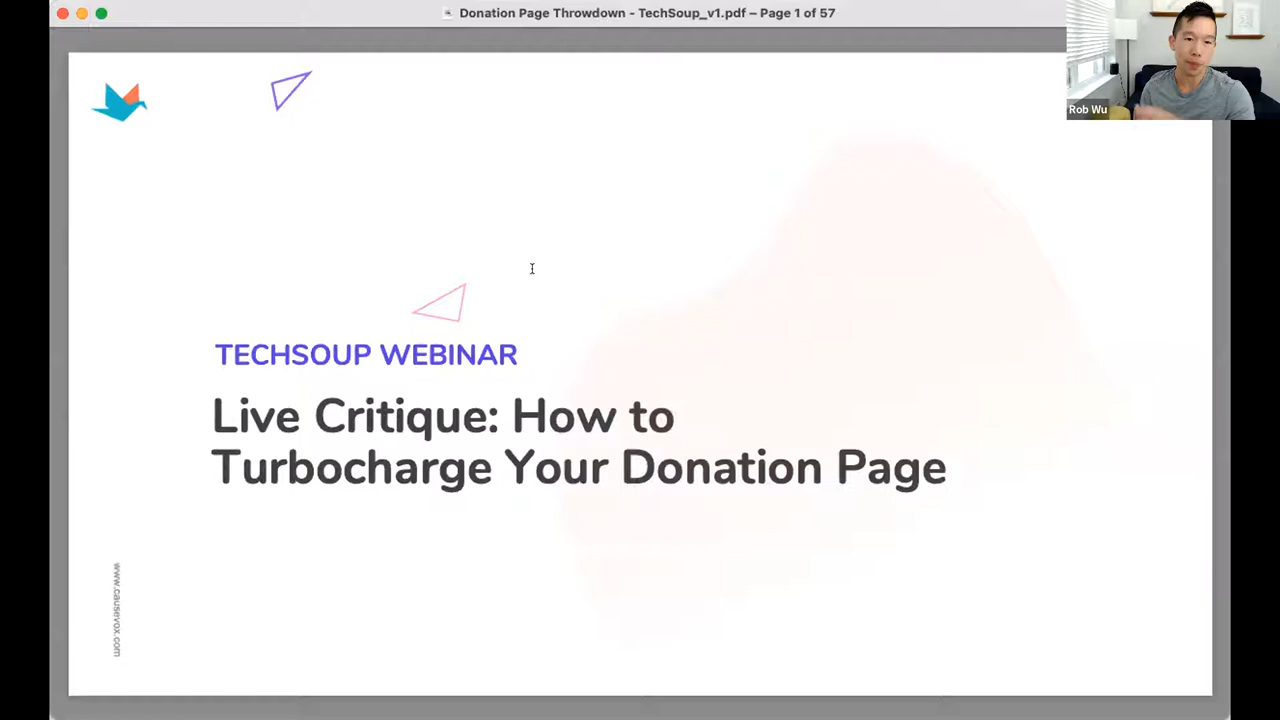 Donation Page Throwdown - TechSoup_v1.pdf – Page 1 of 57
Rob Wu
TECHSOUP WEBINAR
Live Critique: How to
Turbocharge Your Donation Page
www.causevox.com